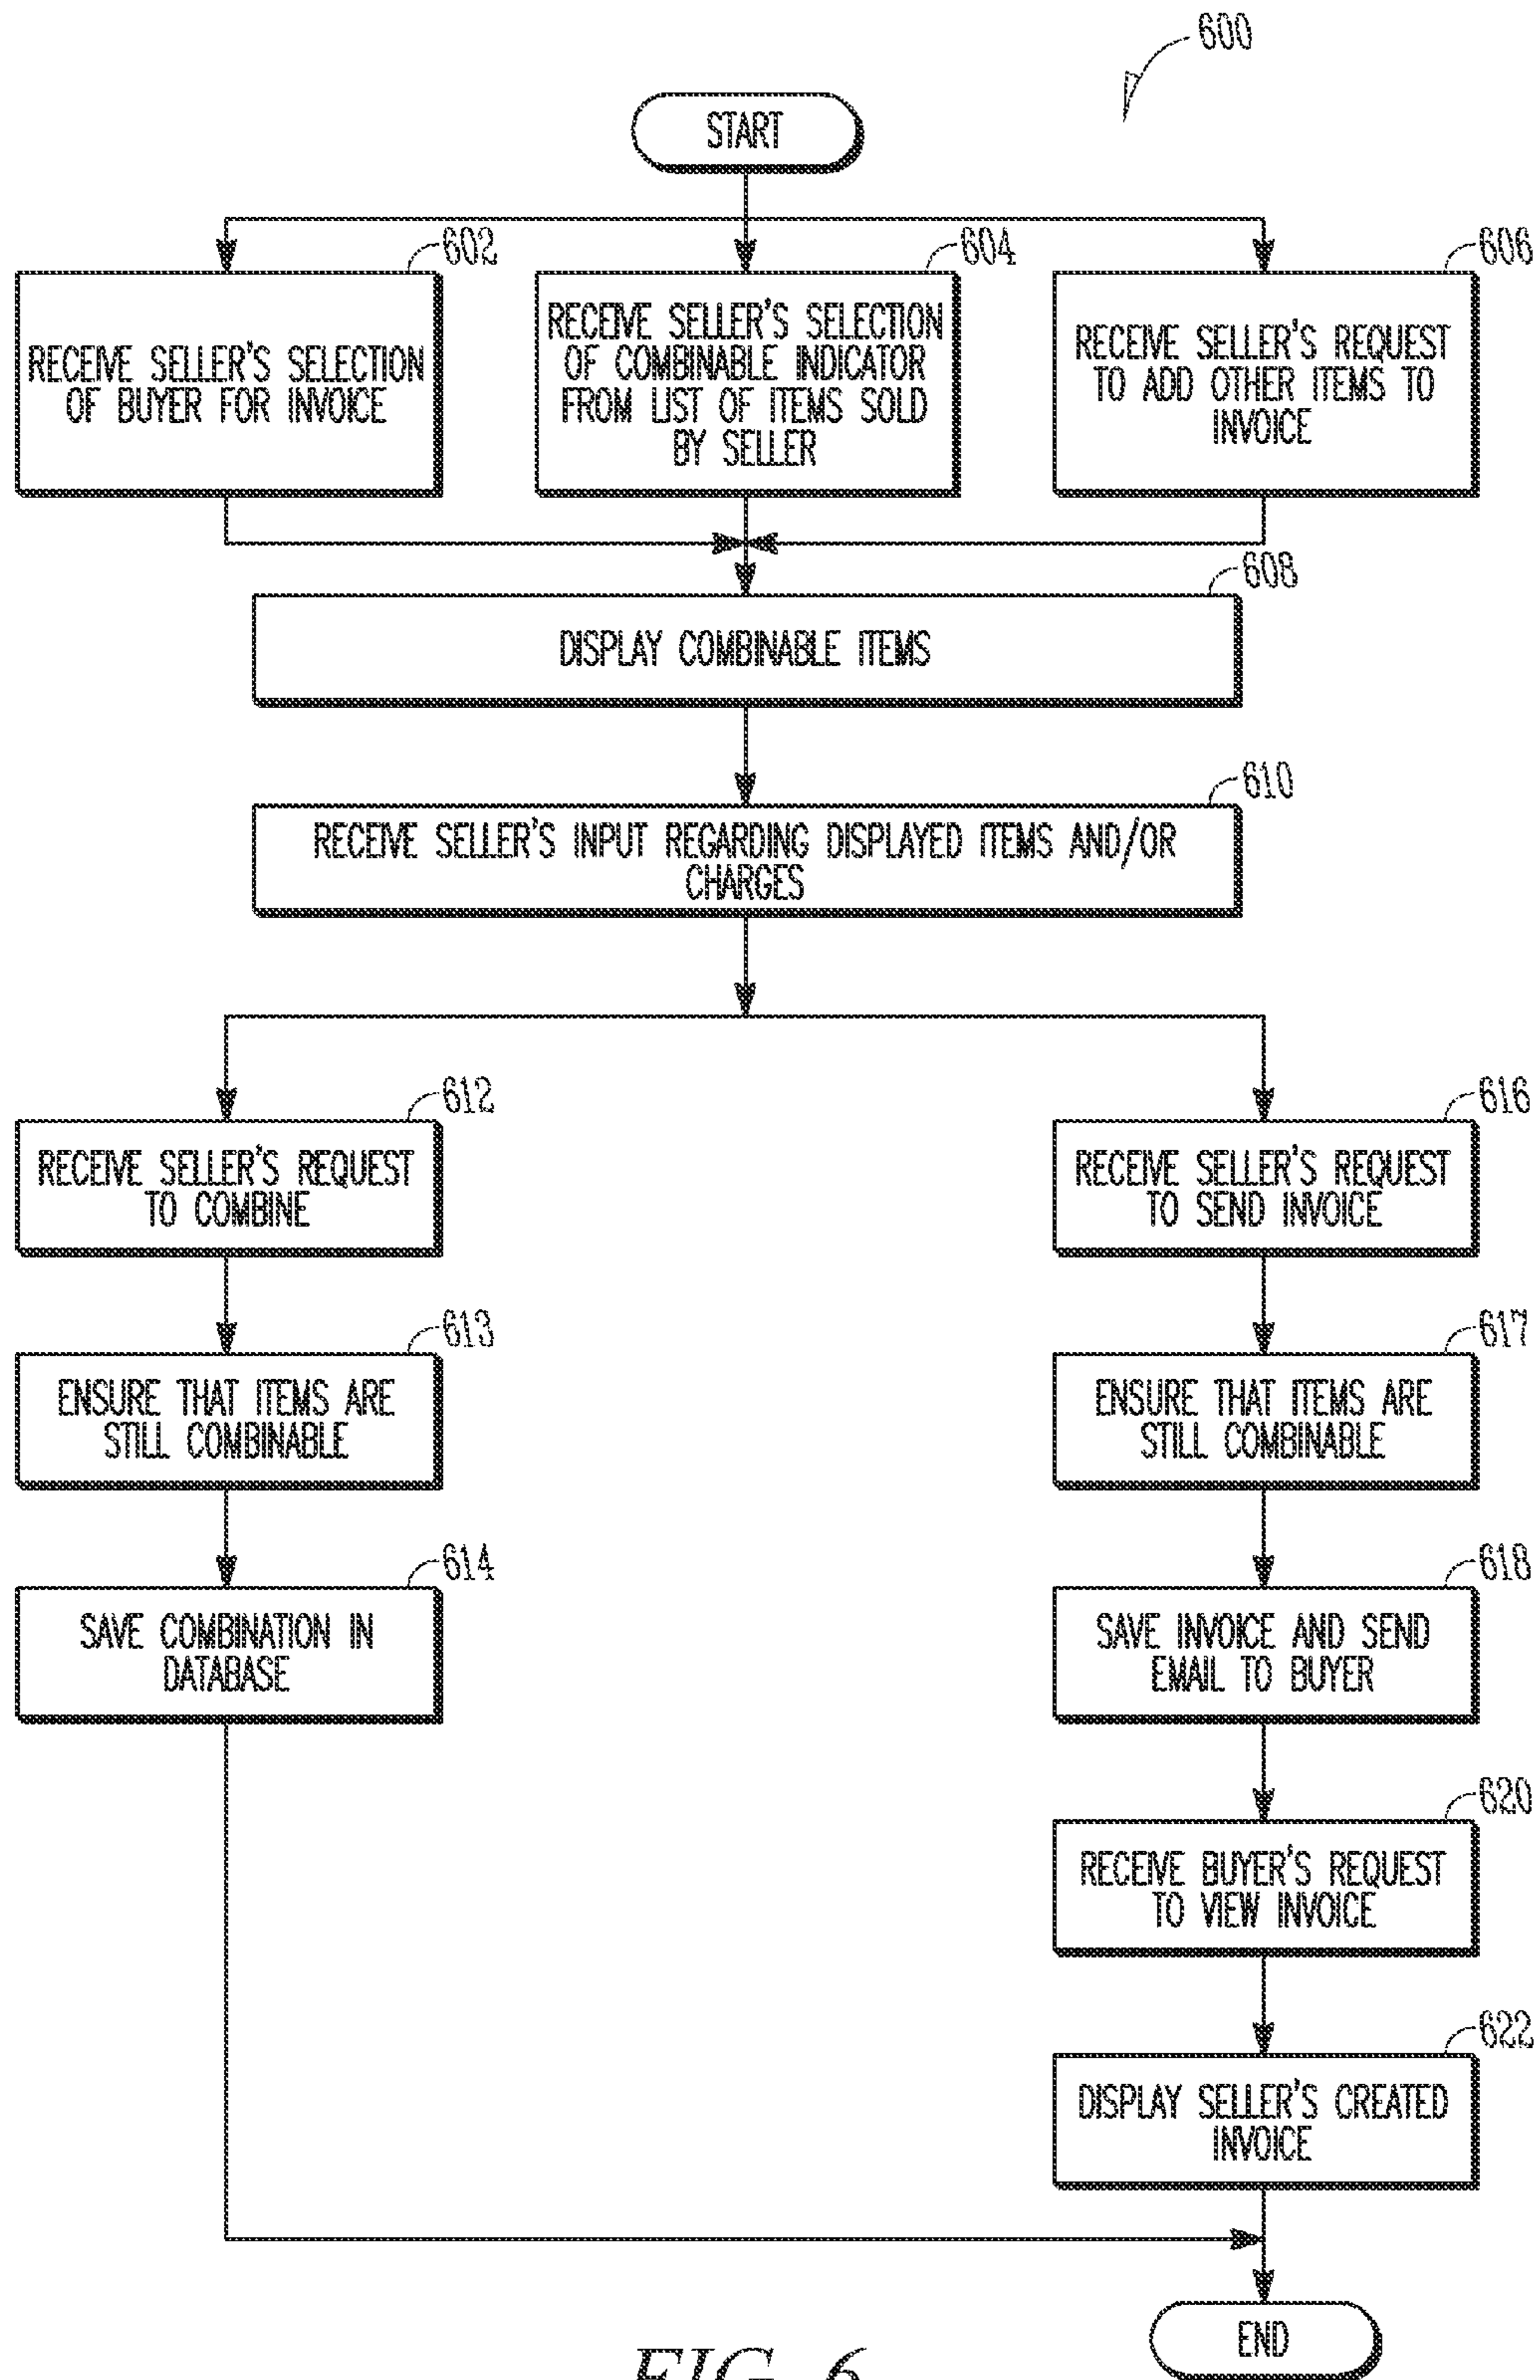 600
START
602
RECEIVE SELLER'S SELECTION
OF BUYER FOR INVOICE
604
RECEIVE SELLER'S SELECTION
OF COMBINABLE INDICATOR
FROM LIST OF ITEMS SOLD
BY SELLER
606
RECEIVE SELLER'S REQUEST
TO ADD OTHER ITEMS TO
INVOICE
608
DISPLAY COMBINABLE ITEMS
610
RECEIVE SELLER'S INPUT REGARDING DISPLAYED ITEMS AND/OR
CHARGES
612
RECEIVE SELLER'S REQUEST
TO COMBINE
613
ENSURE THAT ITEMS ARE
STILL COMBINABLE
614
SAVE COMBINATION IN
DATABASE
616
RECEIVE SELLER'S REQUEST
TO SEND INVOICE
617
ENSURE THAT ITEMS ARE
STILL COMBINABLE
618
SAVE INVOICE AND SEND
EMAIL TO BUYER
620
RECEIVE BUYER'S REQUEST
TO VIEW INVOICE
622
DISPLAY SELLER'S CREATED
INVOICE
END
FIG. 6